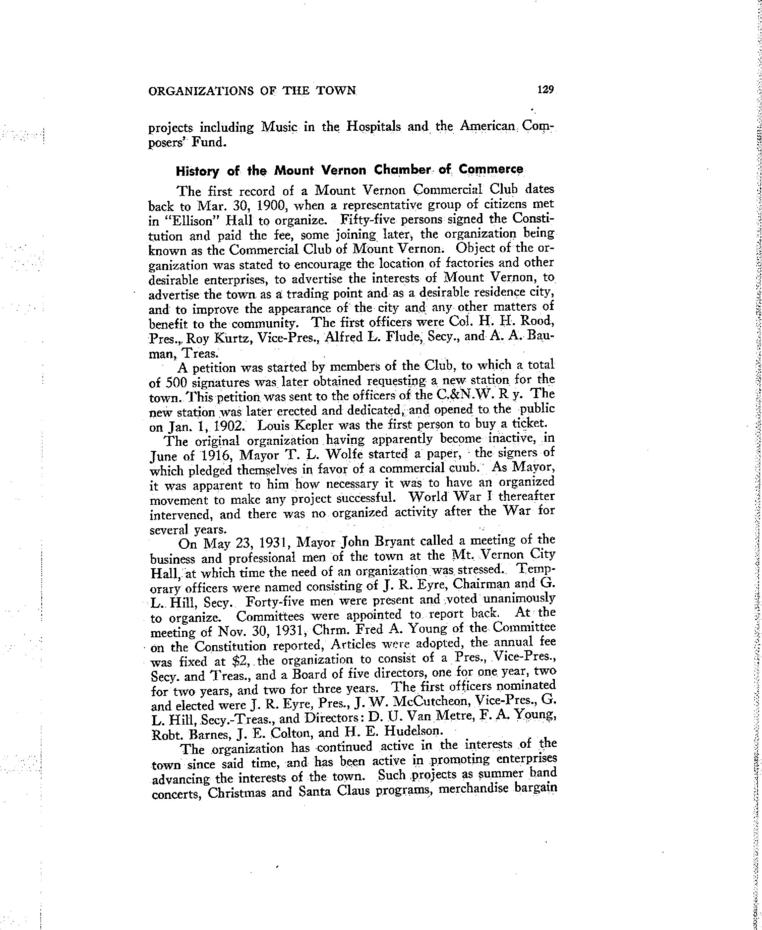 ORGANIZATIONS OF THE TOWN 129
projects including Music in the Hospitals and the American Com-
posers' Fund.
History of the Mount Vernon Chamber of Commerce
The first record of a Mount Vernon Commercial Club dates
back to Mar. 30, 1900, when a representative group of citizens met
in "Ellison" Hall to organize. Fifty-five persons signed the Consti-
tution and paid the fee, some joining later, the organization being
known as the Commercial Club of Mount Vernon. Object of the or-
ganization was stated to encourage the location of factories and other
desirable enterprises, to advertise the interests of Mount Vernon, to
advertise the town as a trading point and as a desirable residence city,
and to improve the appearance of the city and any other matters of
benefit to the community. The first officers were Col. H. H. Rood,
Pres., Roy Kurtz, Vice-Pres., Alfred L. Flude, Secy., and A. A. Bau-
man, Treas.
A petition was started by members of the Club, to which a total
of 500 signatures was later obtained requesting a new station for the
town. This petition was sent to the officers of the C.&N.W. R y. The
new station was later erected and dedicated, and opened to the public
on Jan. 1, 1902. Louis Kepler was the first person to buy a ticket.
The original organization having apparently become inactive, in
June of 1916, Mayor T. L. Wolfe started a paper, the signers of
which pledged themselves in favor of a commercial cuub. As Mayor,
it was apparent to him how necessary it was to have an organized
movement to make any project successful. World War I thereafter
intervened, and there was no organized activity after the War for
several years.
On May 23, 1931, Mayor John Bryant called a meeting of the
business and professional men of the town at the Mt. Vernon City
Hall, at which time the need of an organization was stressed. Temp-
orary officers were named consisting of J. R. Eyre, Chairman and G.
L. Hill, Secy. Forty-five men were present and voted unanimously
to organize. Committees were appointed to report back. At the
meeting of Nov. 30, 1931, Chrm. Fred A. Young of the Committee
on the Constitution reported, Articles were adopted, the annual fee
was fixed at $2, the organization to consist of a Pres., Vice-Pres.,
Secy. and Treas., and a Board of five directors, one for one year, two
for two years, and two for three years. The first officers nominated
and elected were J. R. Eyre, Pres., J. W. McCutcheon, Vice-Pres., G.
L. Hill, Secy.-Treas., and Directors: D. U. Van Metre, F. A. Young,
Robt. Barnes, J. E. Colton, and H. E. Hudelson.
The organization has continued active in the interests of the
town since said time, and has been active in promoting enterprises
advancing the interests of the town. Such projects as summer band
concerts, Christmas and Santa Claus programs, merchandise bargain